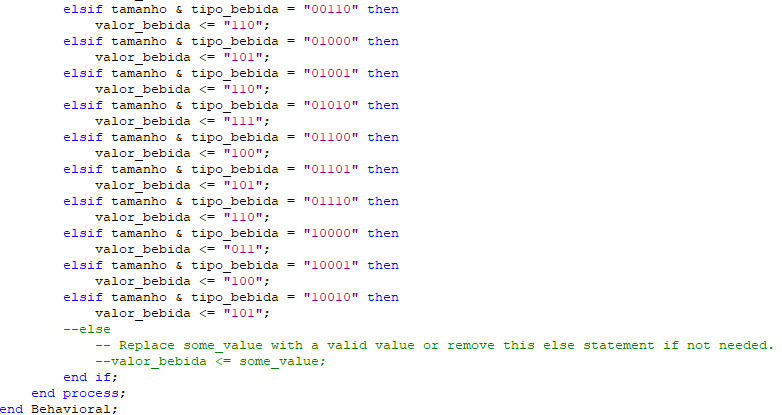 elsif tamanho & tipo_bebida = "00110" then
valor_bebida <= "110";
elsif tamanho & tipo_bebida = "01000" then
valor_bebida <= "101";
elsif tamanho & tipo_bebida = "01001" then
valor_bebida <= "110";
elsif tamanho & tipo_bebida = "01010" then
valor_bebida <= "111";
elsif tamanho & tipo_bebida = "01100" then
valor_bebida <= "100";
elsif tamanho & tipo_bebida = "01101" then
valor_bebida <= "101";
elsif tamanho & tipo_bebida = "01110" then
valor_bebida <= "110";
elsif tamanho & tipo_bebida = "10000" then
valor_bebida <= "011";
elsif tamanho & tipo_bebida = "10001" then
valor_bebida <= "100";
elsif tamanho & tipo_bebida = "10010" then
valor_bebida <= "101";
--else
-- Replace some_value with a valid value or remove this else statement if not needed.
--valor_bebida <= some_value;
end if;
end process;
end Behavioral;